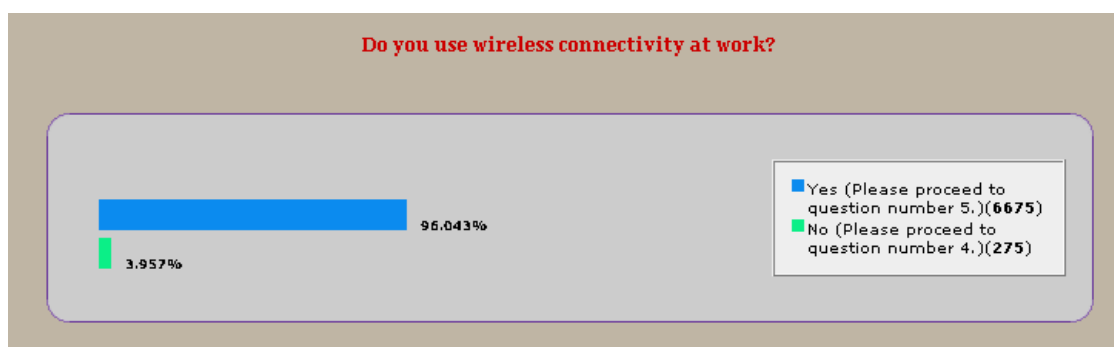 Do you use wireless connectivity at work?
96.043%
3.957%
Yes (Please proceed to
question number 5.)(6675)
No (Please proceed to
question number 4.)(275)